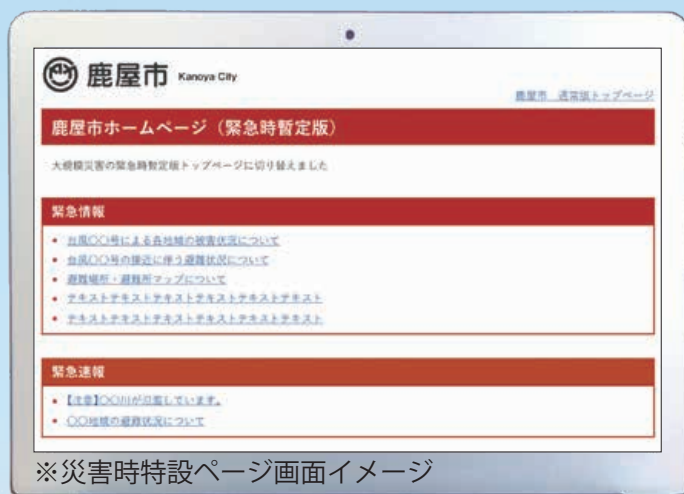 鹿屋市 Kanoya City
鹿屋市 通常版トップページ
鹿屋市ホームページ（緊急時暫定版）
大規模災害の緊急時暫定版トップページに切り替えました
緊急情報
・台風〇〇号による各地域の被害状況について
・台風〇〇号の接近に伴う避難状況について
・避難場所・避難所マップについて
・テキストテキストテキストテキストテキストテキスト
・テキストテキストテキストテキストテキストテキスト
緊急速報
・【注意】〇〇川が氾濫しています。
・〇〇地域の避難状況について
※災害時特設ページ画面イメージ